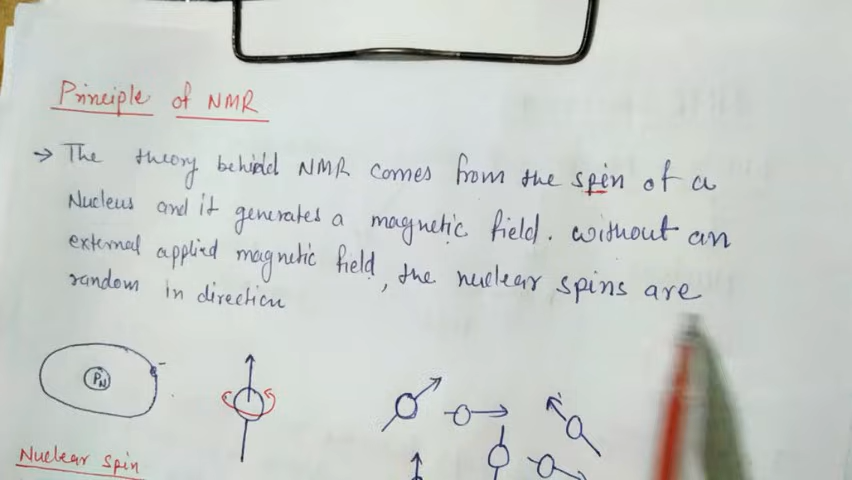 Principle of NMR
→ The theory behind NMR comes from the spin of a
Nucleus and it generates a magnetic field. without an
external applied magnetic field, the nuclear spins are
random in direction
PN -
Nuclear spin